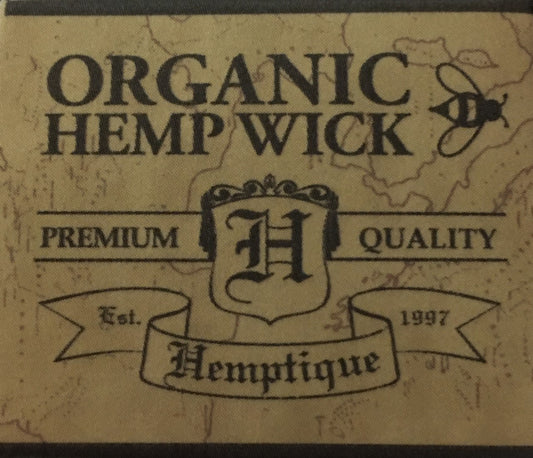 ORGANIC
HEMP WICK
PREMIUM H QUALITY
Est. 1997
Hemptique